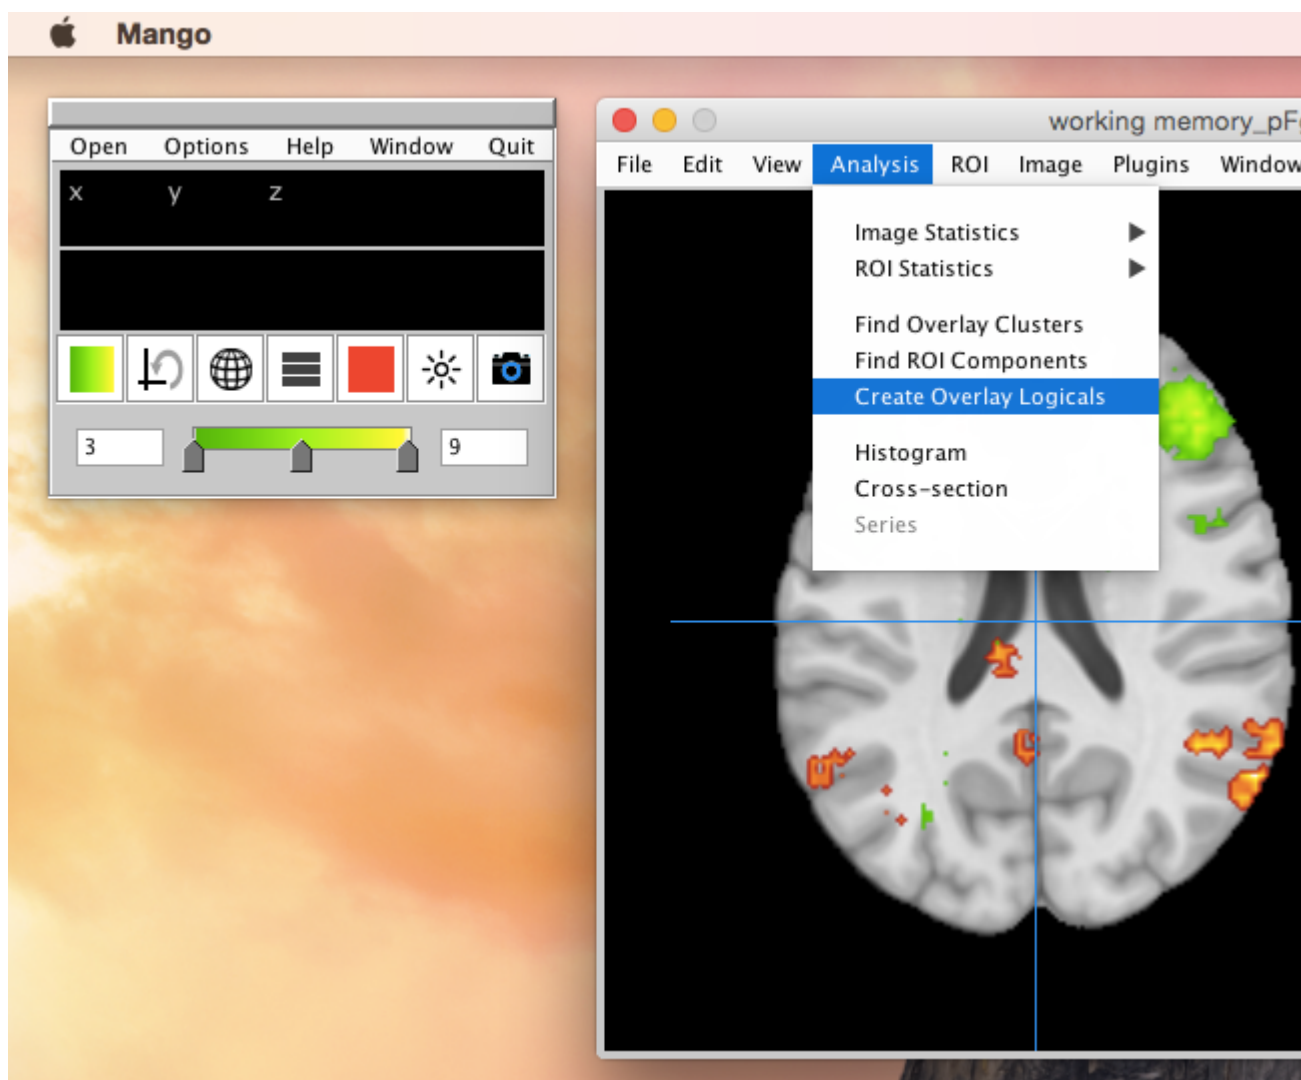 Mango
Open Options Help Window Quit
x y z
3 9
working memory_pF
File Edit View Analysis ROI Image Plugins Window
Image Statistics
ROI Statistics
Find Overlay Clusters
Find ROI Components
Create Overlay Logicals
Histogram
Cross-section
Series